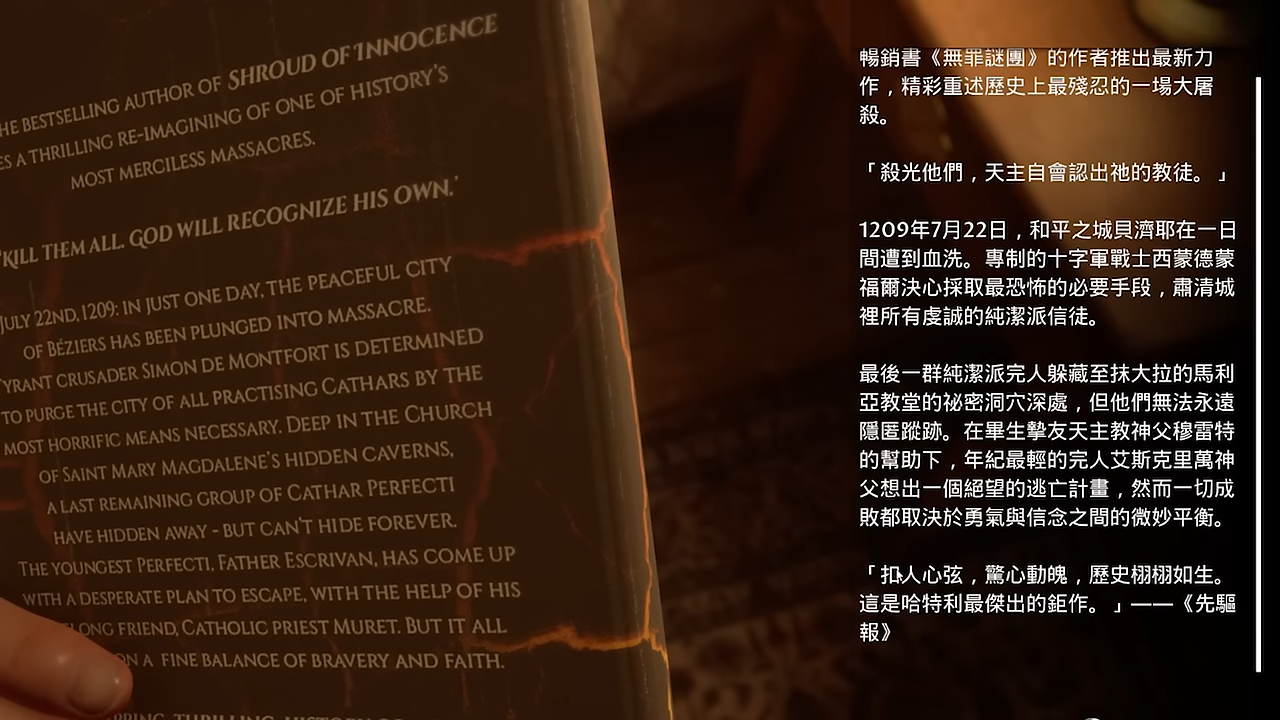 THE BESTSELLING AUTHOR OF SHROUD OF INNOCENCE
A THRILLING RE-IMAGINING OF ONE OF HISTORY'S
MOST MERCILESS MASSACRES.
'KILL THEM ALL. GOD WILL RECOGNIZE HIS OWN.'
JULY 22ND, 1209: IN JUST ONE DAY, THE PEACEFUL CITY
OF BÉZIERS HAS BEEN PLUNGED INTO MASSACRE.
TYRANT CRUSADER SIMON DE MONTFORT IS DETERMINED
TO PURGE THE CITY OF ALL PRACTISING CATHARS BY THE
MOST HORRIFIC MEANS NECESSARY. DEEP IN THE CHURCH
OF SAINT MARY MAGDALENE'S HIDDEN CAVERNS,
A LAST REMAINING GROUP OF CATHAR PERFECTI
HAVE HIDDEN AWAY - BUT CAN'T HIDE FOREVER.
THE YOUNGEST PERFECTI, FATHER ESCRIVAN, HAS COME UP
WITH A DESPERATE PLAN TO ESCAPE, WITH THE HELP OF HIS
LONG FRIEND, CATHOLIC PRIEST MURET. BUT IT ALL
ON A FINE BALANCE OF BRAVERY AND FAITH.
暢銷書《無罪謎團》的作者推出最新力
作，精彩重述歷史上最殘忍的一場大屠
殺。
「殺光他們，天主自會認出祂的教徒。」
1209年7月22日，和平之城貝濟耶在一日
間遭到血洗。專制的十字軍戰士西蒙德蒙
福爾決心採取最恐怖的必要手段，肅清城
裡所有虔誠的純潔派信徒。
最後一群純潔派完人躲藏至抹大拉的馬利
亞教堂的祕密洞穴深處，但他們無法永遠
隱匿蹤跡。在畢生摯友天主教神父穆雷特
的幫助下，年紀最輕的完人艾斯克里萬神
父想出一個絕望的逃亡計畫，然而一切成
敗都取決於勇氣與信念之間的微妙平衡。
「扣人心弦，驚心動魄，歷史栩栩如生。
這是哈特利最傑出的鉅作。」——《先驅
報》